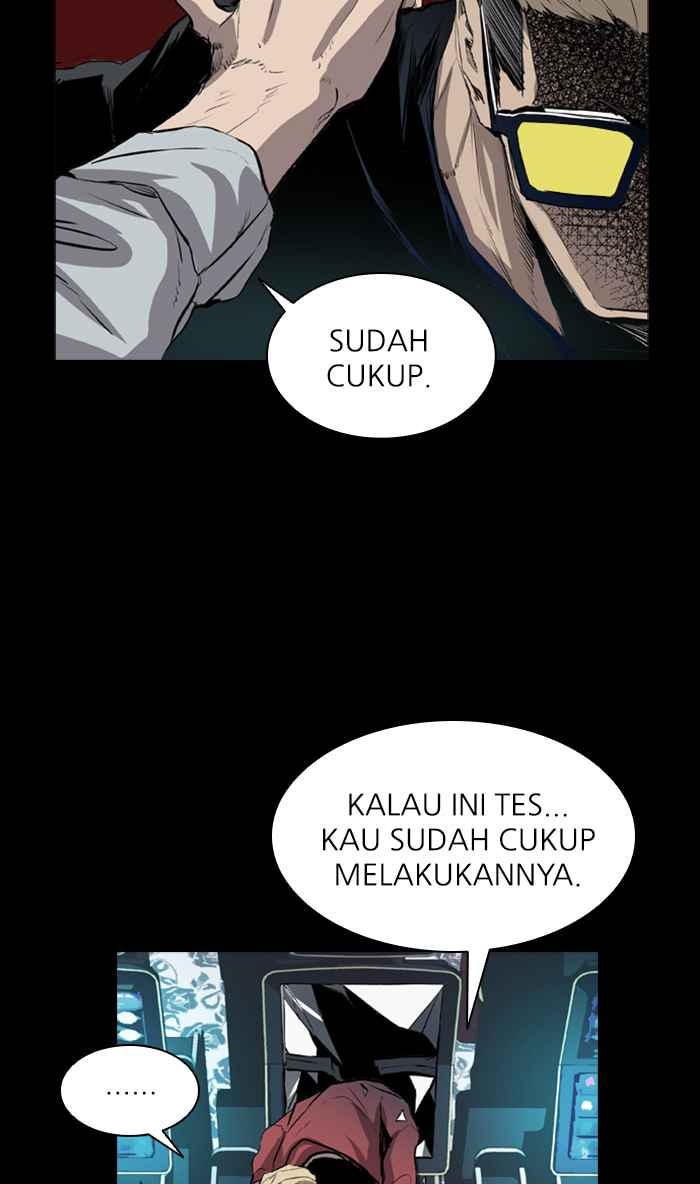 SUDAH
CUKUP.
KALAU INI TES...
KAU SUDAH CUKUP
MELAKUKANNYA.
......